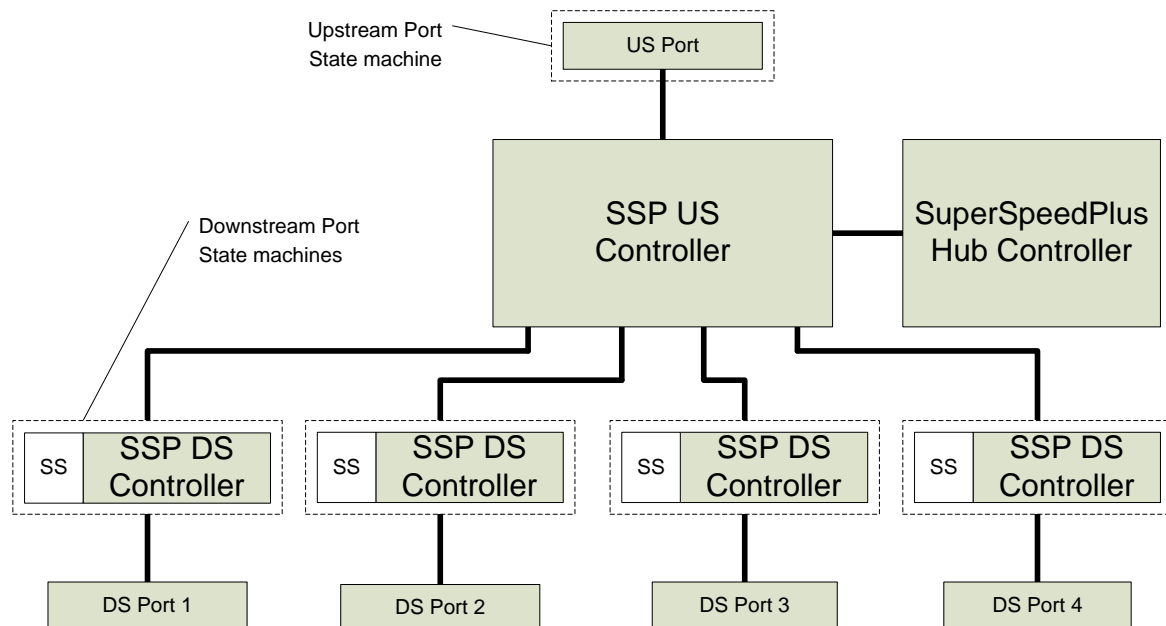 Upstream Port
State machine
US Port
SSP US
Controller
SuperSpeedPlus
Hub Controller
Downstream Port
State machines
SS
SSP DS
Controller
SS
SSP DS
Controller
SS
SSP DS
Controller
SS
SSP DS
Controller
DS Port 1
DS Port 2
DS Port 3
DS Port 4